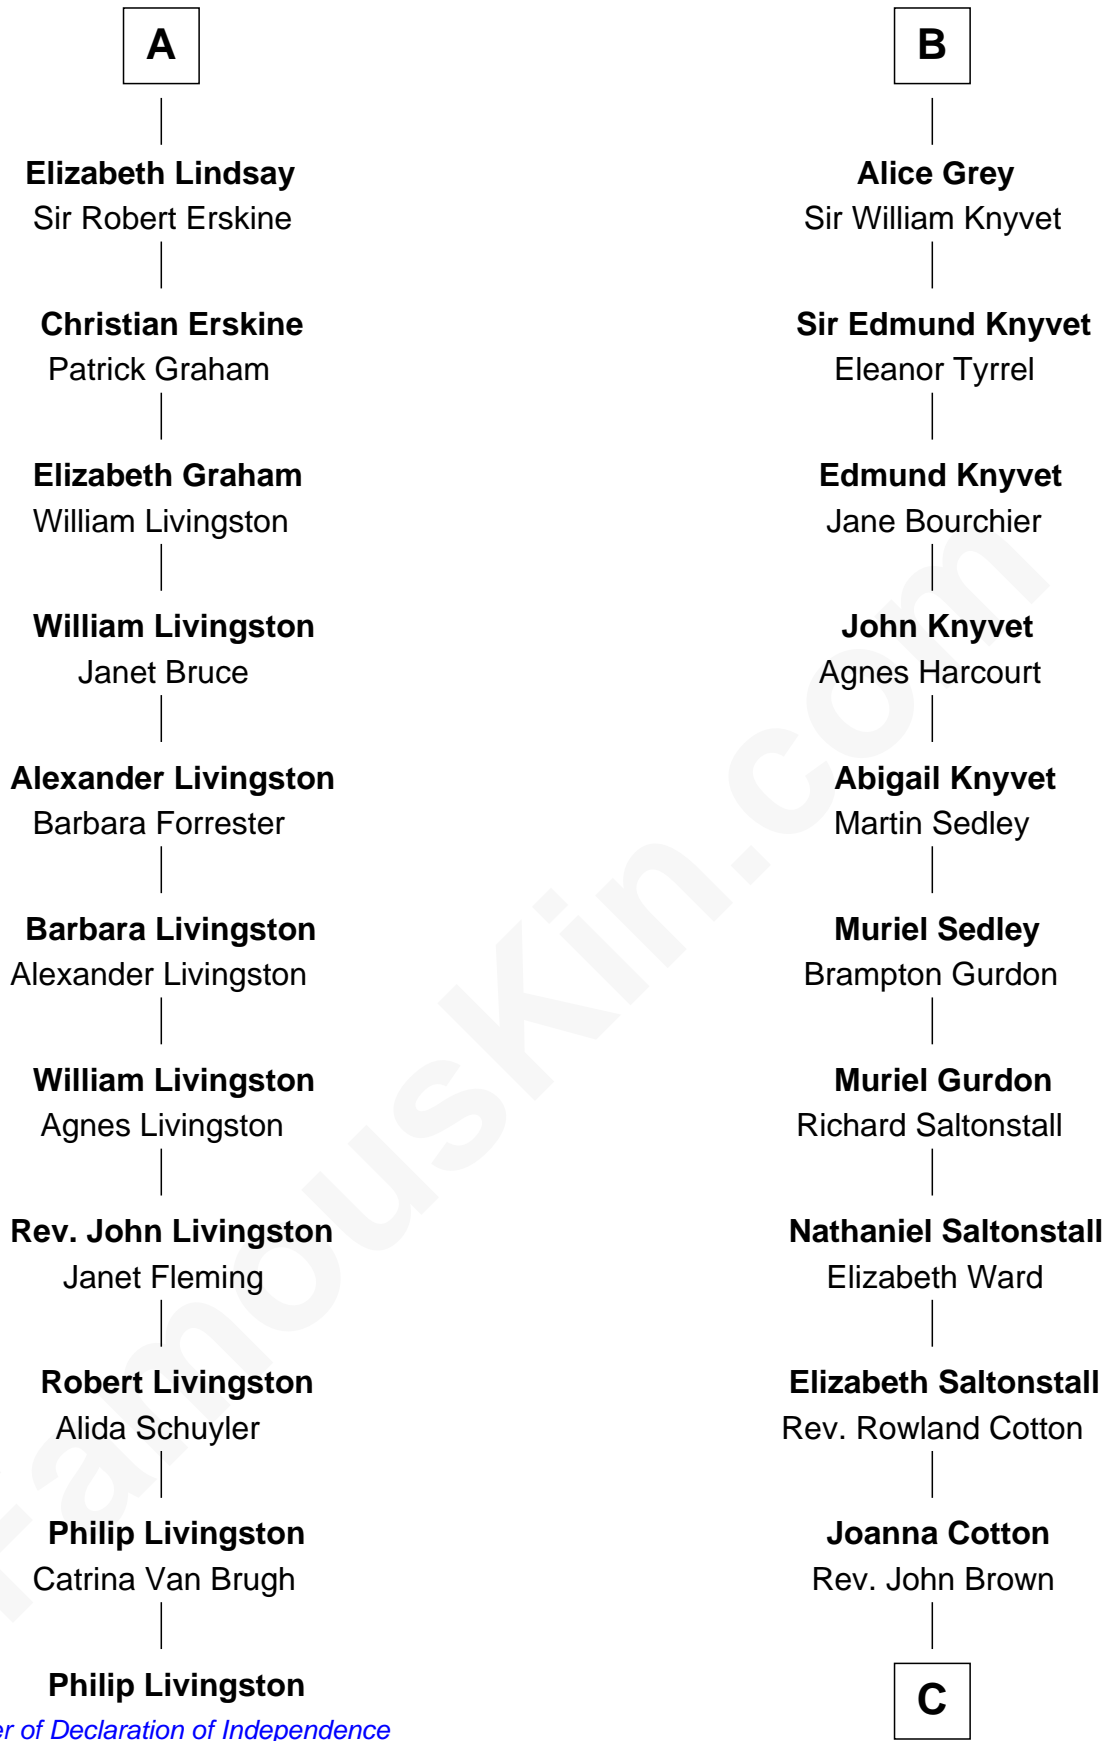 A
Elizabeth Lindsay
Sir Robert Erskine
Christian Erskine
Patrick Graham
Elizabeth Graham
William Livingston
William Livingston
Janet Bruce
Alexander Livingston
Barbara Forrester
Barbara Livingston
Alexander Livingston
William Livingston
Agnes Livingston
Rev. John Livingston
Janet Fleming
Robert Livingston
Alida Schuyler
Philip Livingston
Catrina Van Brugh
Philip Livingston
er of Declaration of Independence
B
Alice Grey
Sir William Knyvet
Sir Edmund Knyvet
Eleanor Tyrrel
Edmund Knyvet
Jane Bourchier
John Knyvet
Agnes Harcourt
Abigail Knyvet
Martin Sedley
Muriel Sedley
Brampton Gurdon
Muriel Gurdon
Richard Saltonstall
Nathaniel Saltonstall
Elizabeth Ward
Elizabeth Saltonstall
Rev. Rowland Cotton
Joanna Cotton
Rev. John Brown
C
FamousKin.com